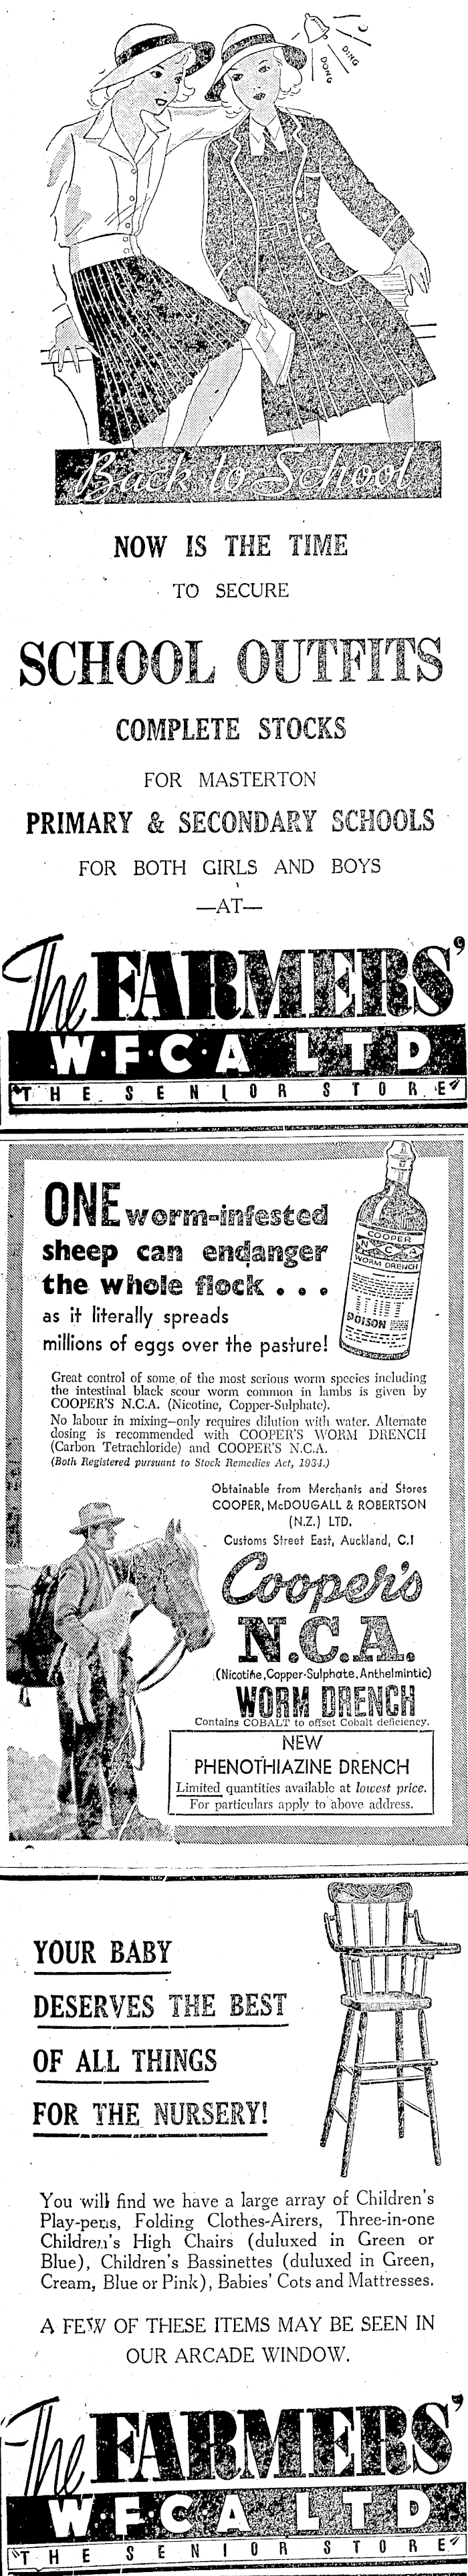 DING
DONG
Back to School
NOW IS THE TIME
TO SECURE
SCHOOL OUTFITS
COMPLETE STOCKS
FOR MASTERTON
PRIMARY & SECONDARY SCHOOLS
FOR BOTH GIRLS AND BOYS
—AT—
The FARMERS'
W·F·C·A LTD
"THE SENIOR STORE"
ONE worm-infested
sheep can endanger
the whole flock . . .
as it literally spreads
millions of eggs over the pasture!
COOPER
N.C.A
WORM DRENCH
POISON
Great control of some of the most serious worm species including
the intestinal black scour worm common in lambs is given by
COOPER'S N.C.A. (Nicotine, Copper-Sulphate).
No labour in mixing—only requires dilution with water. Alternate
dosing is recommended with COOPER'S WORM DRENCH
(Carbon Tetrachloride) and COOPER'S N.C.A.
(Both Registered pursuant to Stock Remedies Act, 1934.)
Obtainable from Merchants and Stores
COOPER, McDOUGALL & ROBERTSON
(N.Z.) LTD.
Customs Street East, Auckland, C.1
Cooper's
N.C.A.
(Nicotine, Copper-Sulphate, Anthelmintic)
WORM DRENCH
Contains COBALT to offset Cobalt deficiency.
NEW
PHENOTHIAZINE DRENCH
Limited quantities available at lowest price.
For particulars apply to above address.
YOUR BABY
DESERVES THE BEST
OF ALL THINGS
FOR THE NURSERY!
You will find we have a large array of Children's
Play-pens, Folding Clothes-Airers, Three-in-one
Children's High Chairs (duluxed in Green or
Blue), Children's Bassinettes (duluxed in Green,
Cream, Blue or Pink), Babies' Cots and Mattresses.
A FEW OF THESE ITEMS MAY BE SEEN IN
OUR ARCADE WINDOW.
The FARMERS'
W·F·C·A LTD
"THE SENIOR STORE"